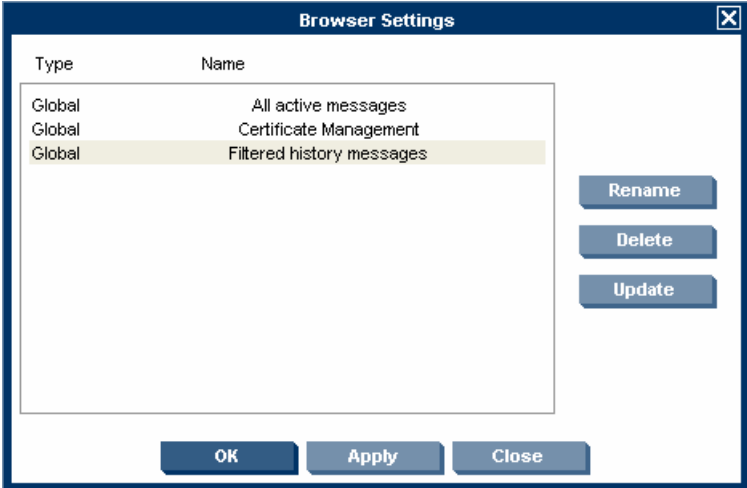 Browser Settings
Type Name
Global All active messages
Global Certificate Management
Global Filtered history messages
Rename
Delete
Update
OK Apply Close